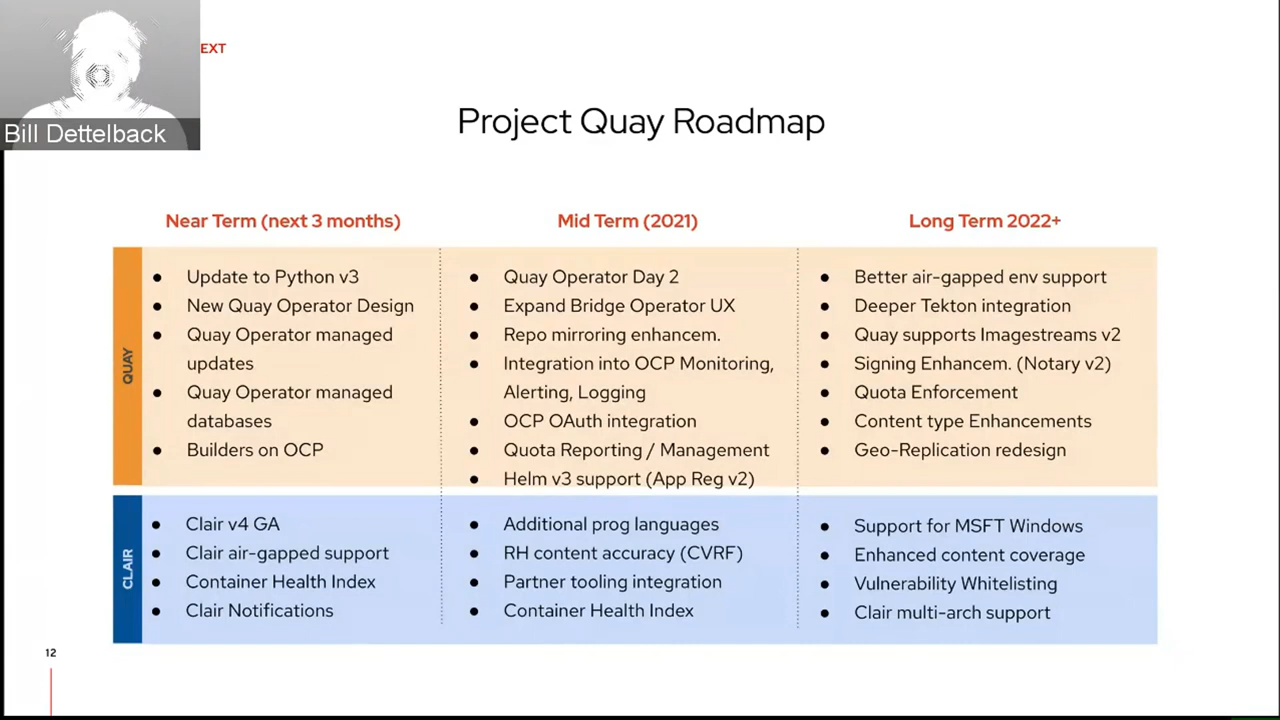 EXT
Bill Dettelback
Project Quay Roadmap
Near Term (next 3 months)
Mid Term (2021)
Long Term 2022+
QUAY
● Update to Python v3
● New Quay Operator Design
● Quay Operator managed
updates
● Quay Operator managed
databases
● Builders on OCP
● Quay Operator Day 2
● Expand Bridge Operator UX
● Repo mirroring enhancem.
● Integration into OCP Monitoring,
Alerting, Logging
● OCP OAuth integration
● Quota Reporting / Management
● Helm v3 support (App Reg v2)
● Better air-gapped env support
● Deeper Tekton integration
● Quay supports Imagestreams v2
● Signing Enhancem. (Notary v2)
● Quota Enforcement
● Content type Enhancements
● Geo-Replication redesign
CLAIR
● Clair v4 GA
● Clair air-gapped support
● Container Health Index
● Clair Notifications
● Additional prog languages
● RH content accuracy (CVRF)
● Partner tooling integration
● Container Health Index
● Support for MSFT Windows
● Enhanced content coverage
● Vulnerability Whitelisting
● Clair multi-arch support
12